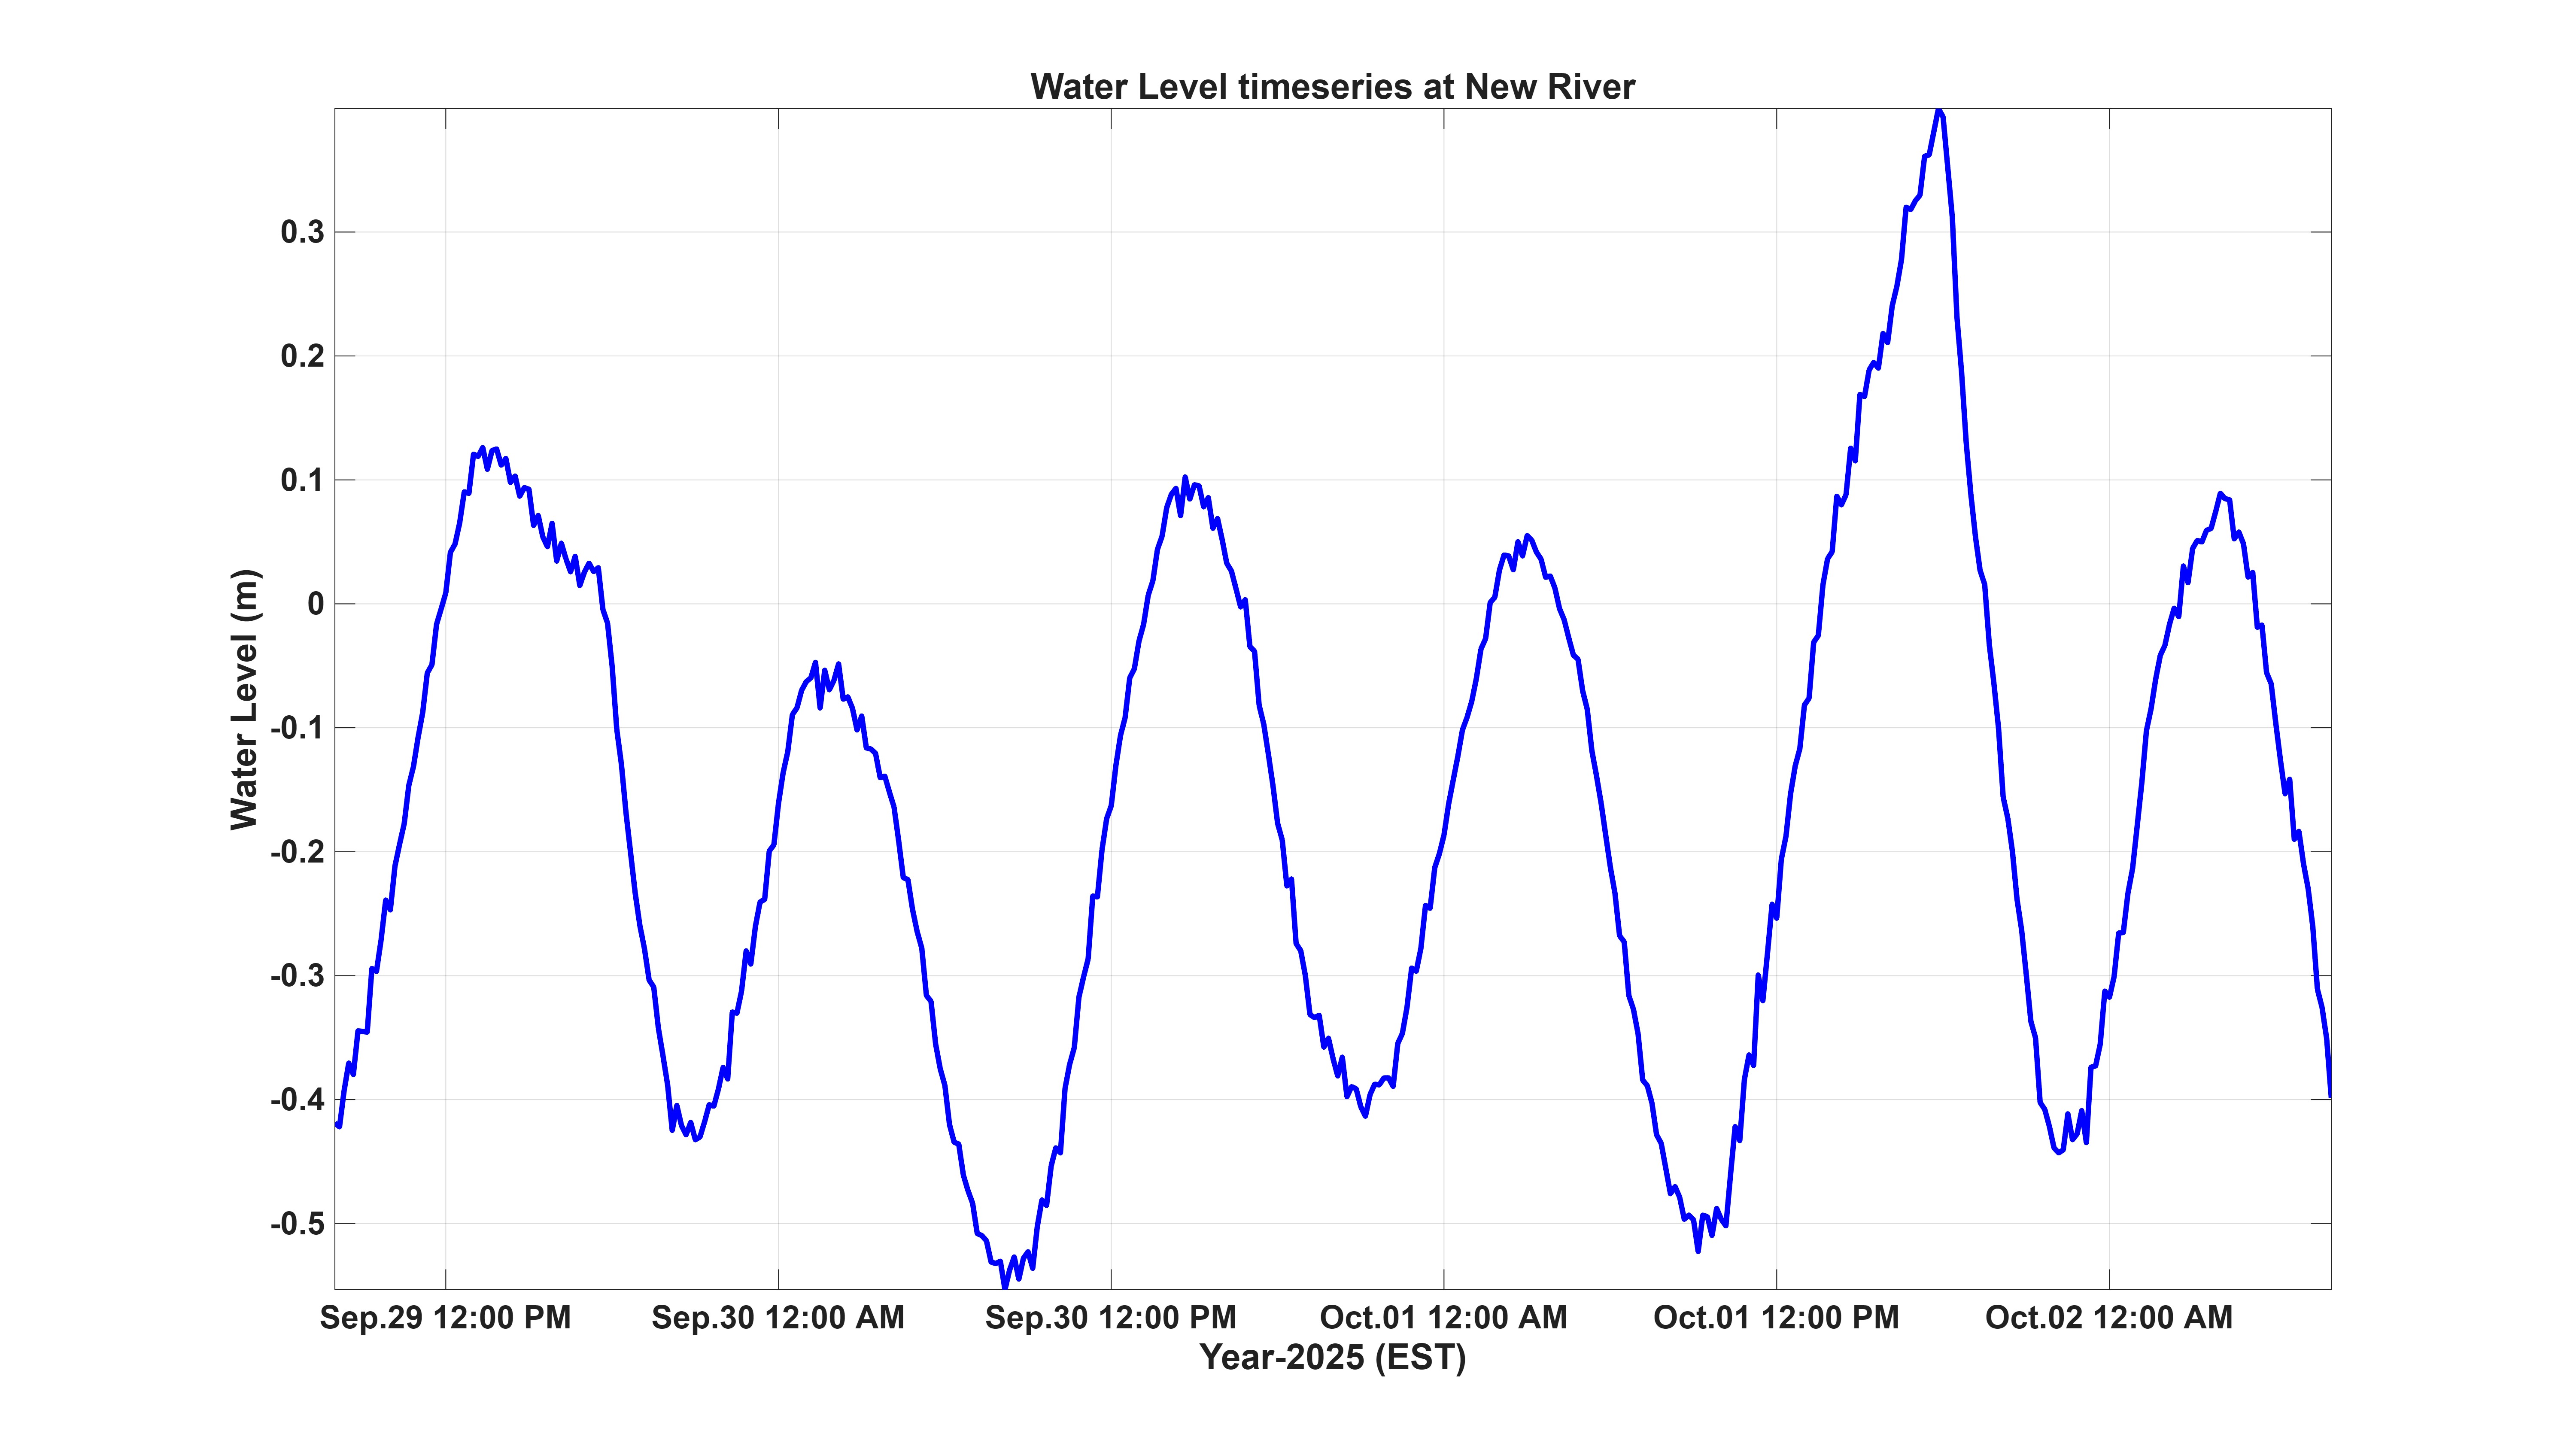 Water Level timeseries at New River
Water Level (m)
0.3
0.2
0.1
0
-0.1
-0.2
-0.3
-0.4
-0.5
Sep.29 12:00 PM Sep.30 12:00 AM Sep.30 12:00 PM Oct.01 12:00 AM Oct.01 12:00 PM Oct.02 12:00 AM
Year-2025 (EST)